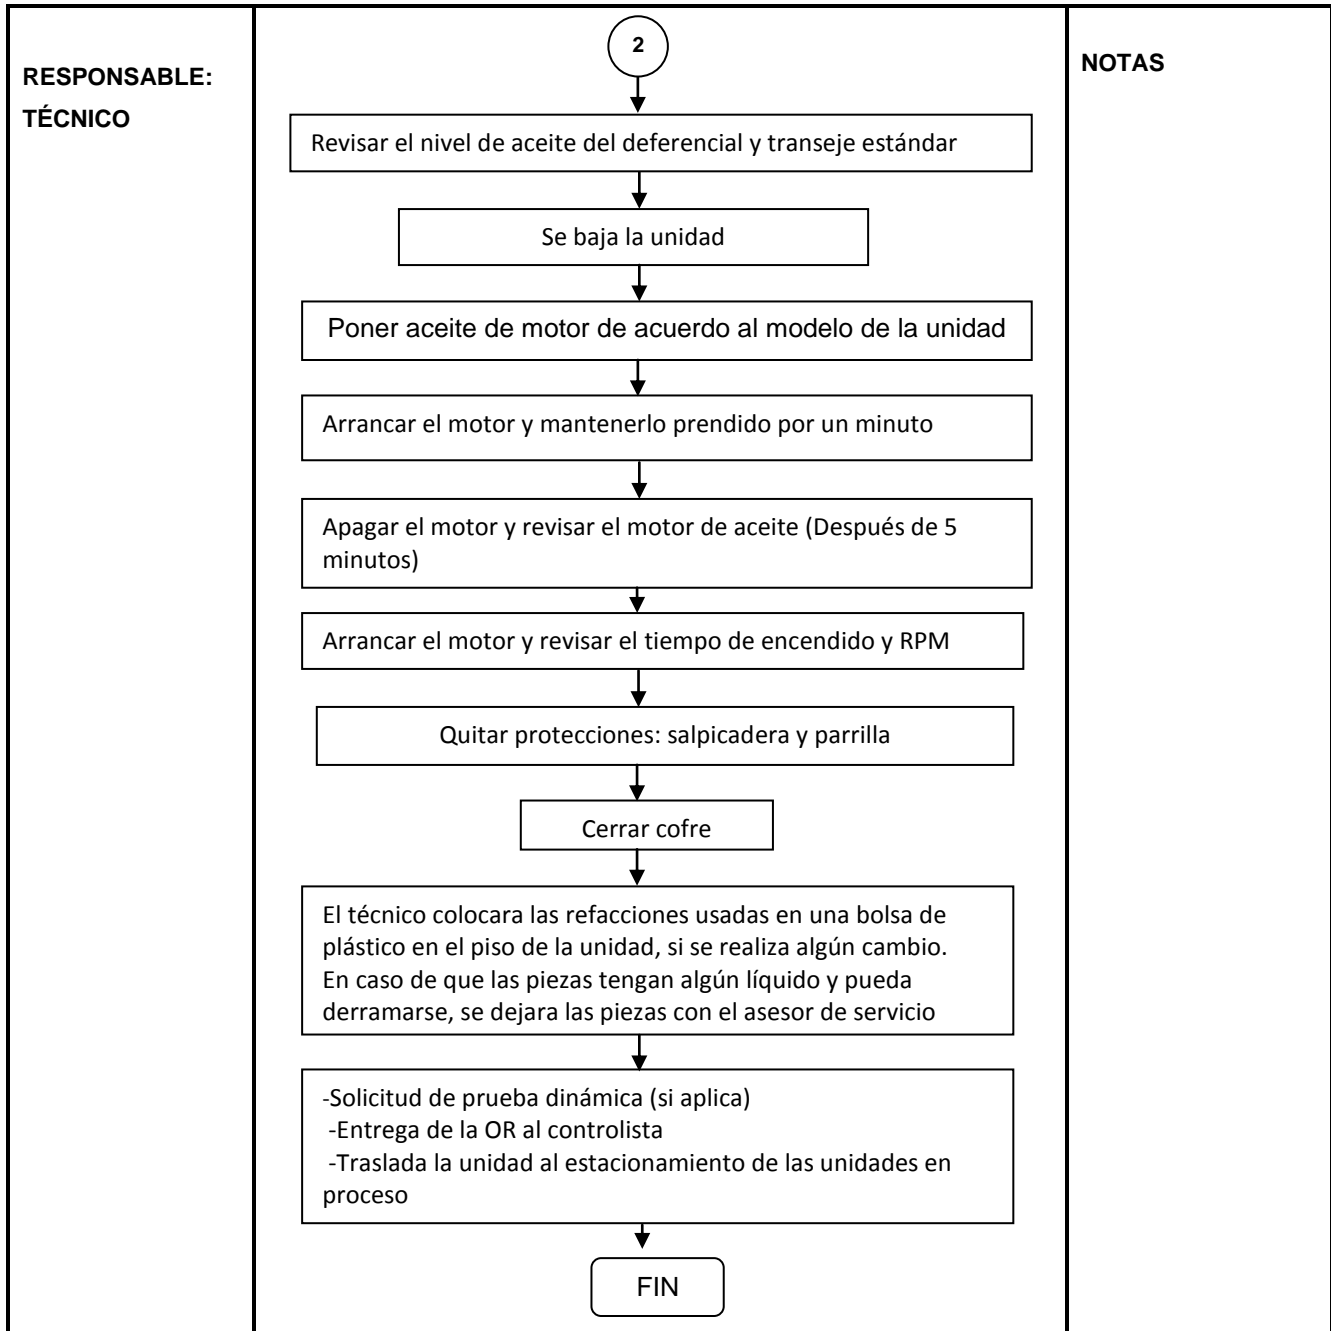 RESPONSABLE:
TÉCNICO
2
NOTAS
Revisar el nivel de aceite del deferencial y transeje estándar
Se baja la unidad
Poner aceite de motor de acuerdo al modelo de la unidad
Arrancar el motor y mantenerlo prendido por un minuto
Apagar el motor y revisar el motor de aceite (Después de 5
minutos)
Arrancar el motor y revisar el tiempo de encendido y RPM
Quitar protecciones: salpicadera y parrilla
Cerrar cofre
El técnico colocara las refacciones usadas en una bolsa de
plástico en el piso de la unidad, si se realiza algún cambio.
En caso de que las piezas tengan algún líquido y pueda
derramarse, se dejara las piezas con el asesor de servicio
-Solicitud de prueba dinámica (si aplica)
-Entrega de la OR al controlista
-Traslada la unidad al estacionamiento de las unidades en
proceso
FIN